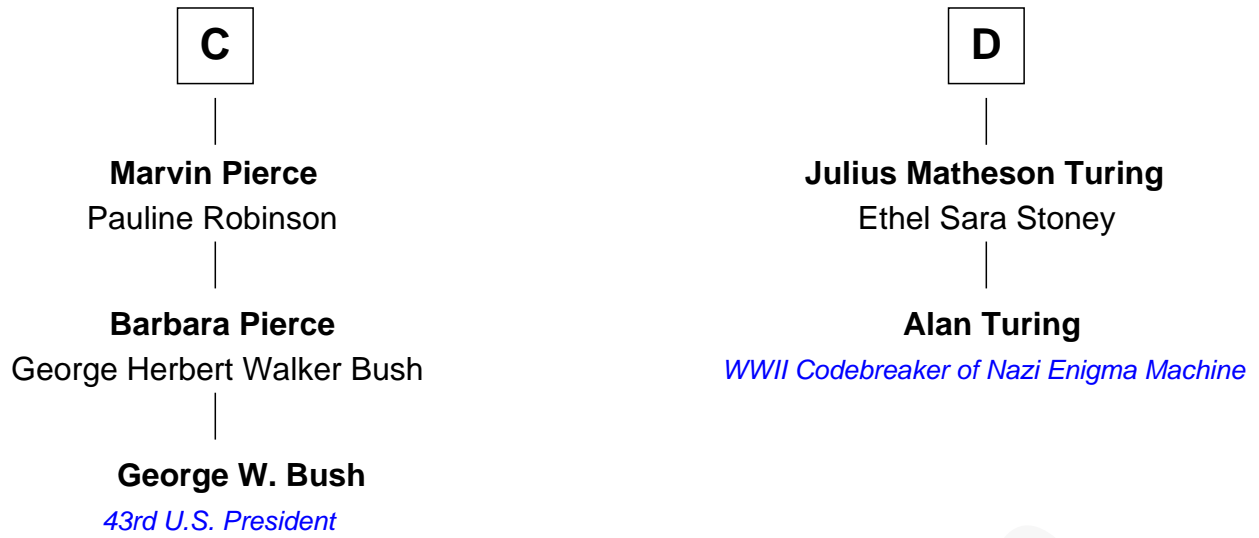 C
Marvin Pierce
Pauline Robinson
Barbara Pierce
George Herbert Walker Bush
George W. Bush
43rd U.S. President
D
Julius Matheson Turing
Ethel Sara Stoney
Alan Turing
WWII Codebreaker of Nazi Enigma Machine